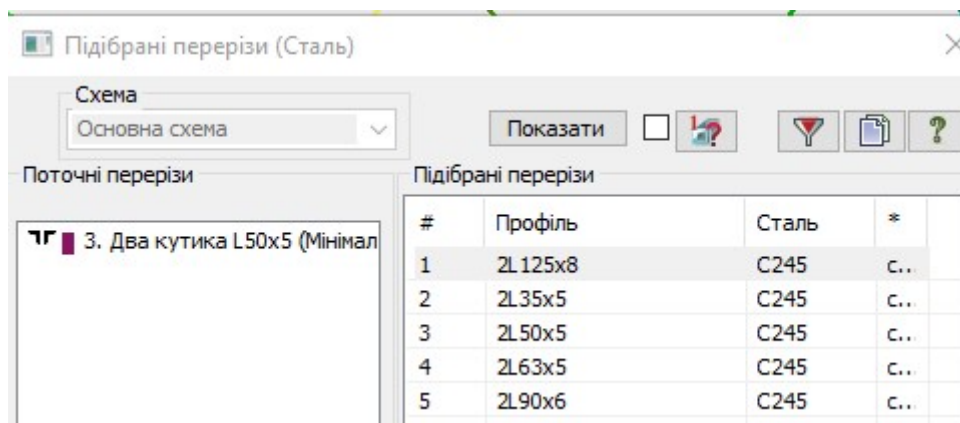 Підібрані перерізи (Сталь)
Схема
Основна схема
Показати
Поточні перерізи
Підібрані перерізи
3. Два кутика L50x5 (Мінімал
# Профіль Сталь *
1 2L125x8 C245 с...
2 2L35x5 C245 с...
3 2L50x5 C245 с...
4 2L63x5 C245 с...
5 2L90x6 C245 с...